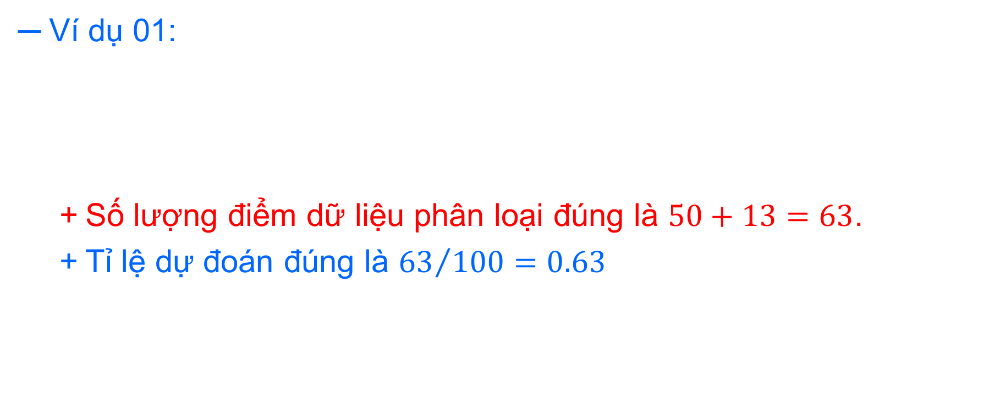 — Ví dụ 01:
+ Số lượng điểm dữ liệu phân loại đúng là 50 + 13 = 63.
+ Tỉ lệ dự đoán đúng là 63/100 = 0.63